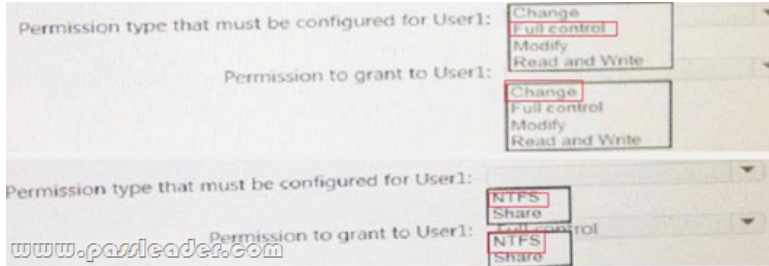 Permission type that must be configured for User1:
Change
Full control
Modify
Read and Write
Permission to grant to User1:
Change
Full control
Modify
Read and Write
Permission type that must be configured for User1:
NTFS
Share
Permission to grant to User1:
Full control
NTFS
Share
www.passleader.com